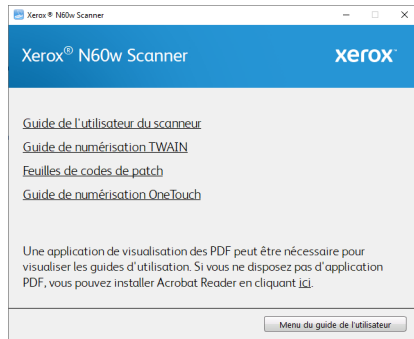 Xerox ® N60w Scanner
Xerox® N60w Scanner
xerox™
Guide de l'utilisateur du scanneur
Guide de numérisation TWAIN
Feuilles de codes de patch
Guide de numérisation OneTouch
Une application de visualisation des PDF peut être nécessaire pour
visualiser les guides d'utilisation. Si vous ne disposez pas d'application
PDF, vous pouvez installer Acrobat Reader en cliquant ici.
Menu du guide de l'utilisateur